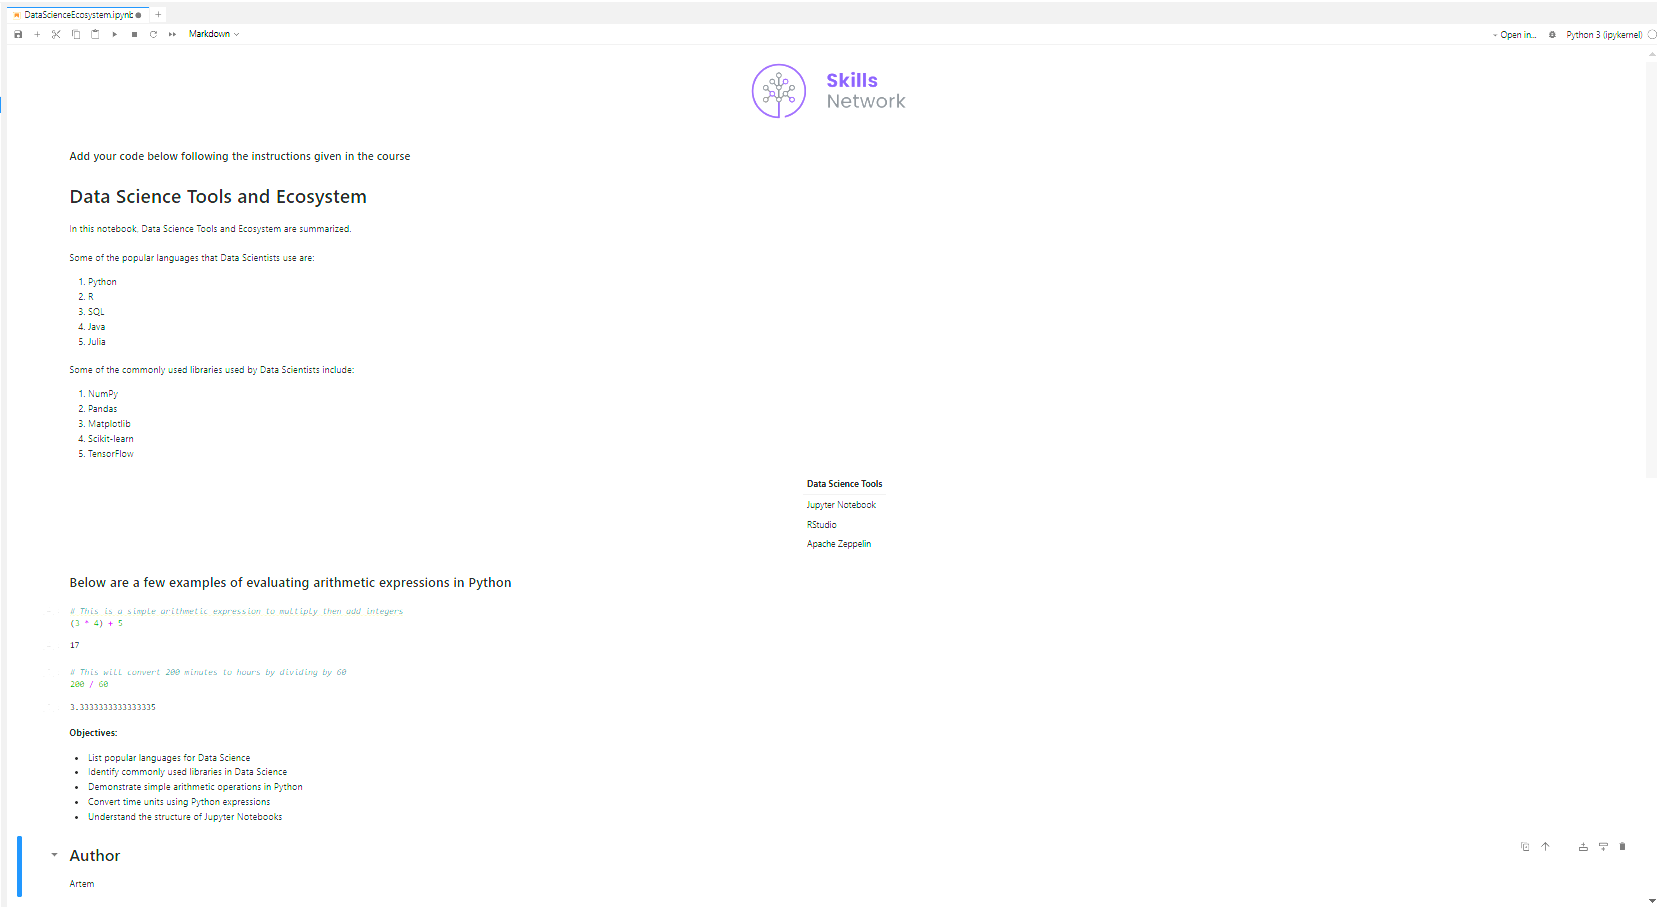 DataScienceEcosystem.ipynb
Markdown
Open in...
Python 3 (ipykernel)
Skills
Network
Add your code below following the instructions given in the course
Data Science Tools and Ecosystem
In this notebook, Data Science Tools and Ecosystem are summarized.
Some of the popular languages that Data Scientists use are:
1. Python
2. R
3. SQL
4. Java
5. Julia
Some of the commonly used libraries used by Data Scientists include:
1. NumPy
2. Pandas
3. Matplotlib
4. Scikit-learn
5. TensorFlow
Data Science Tools
Jupyter Notebook
RStudio
Apache Zeppelin
Below are a few examples of evaluating arithmetic expressions in Python
# This is a simple arithmetic expression to multiply then add integers
(3 * 4) + 5
17
# This will convert 200 minutes to hours by dividing by 60
200 / 60
3.3333333333333335
Objectives:
• List popular languages for Data Science
• Identify commonly used libraries in Data Science
• Demonstrate simple arithmetic operations in Python
• Convert time units using Python expressions
• Understand the structure of Jupyter Notebooks
Author
Artem